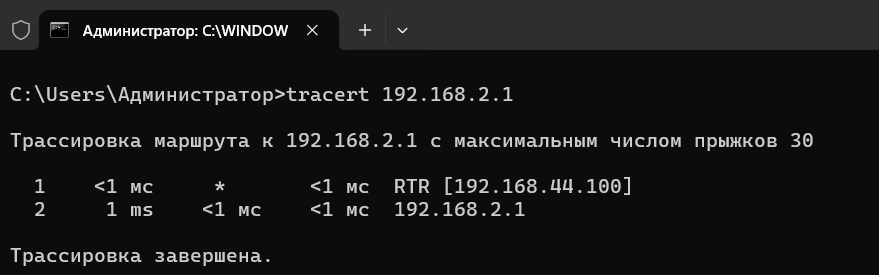 Администратор: C:\WINDOW
C:\Users\Администратор>tracert 192.168.2.1
Трассировка маршрута к 192.168.2.1 с максимальным числом прыжков 30
1 <1 мс * <1 мс RTR [192.168.44.100]
2 1 ms <1 мс <1 мс 192.168.2.1
Трассировка завершена.